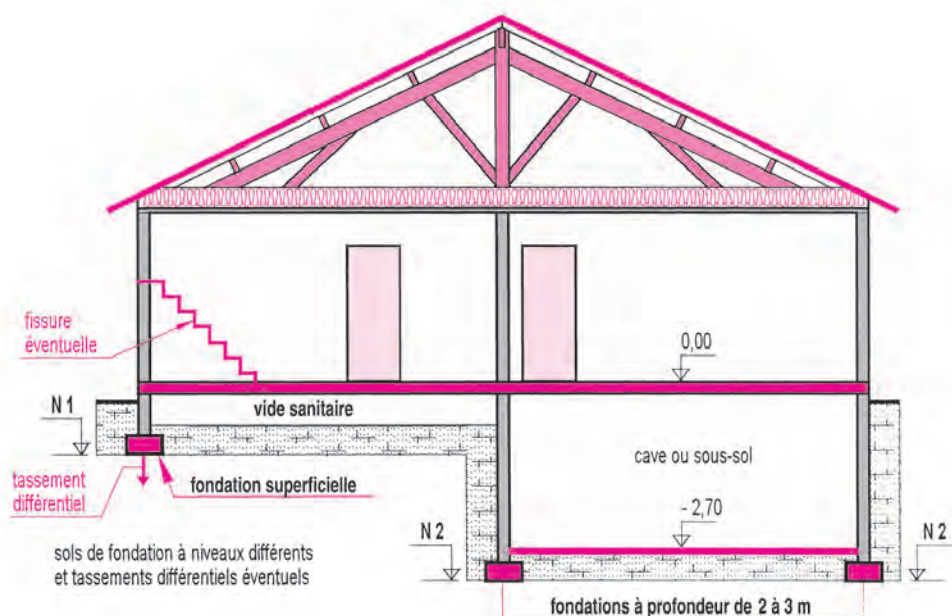 fissure
éventuelle
0,00
N 1
vide sanitaire
cave ou sous-sol
tassement
différentiel
fondation superficielle
- 2,70
N 2
N 2
sols de fondation à niveaux différents
et tassements différentiels éventuels
fondations à profondeur de 2 à 3 m